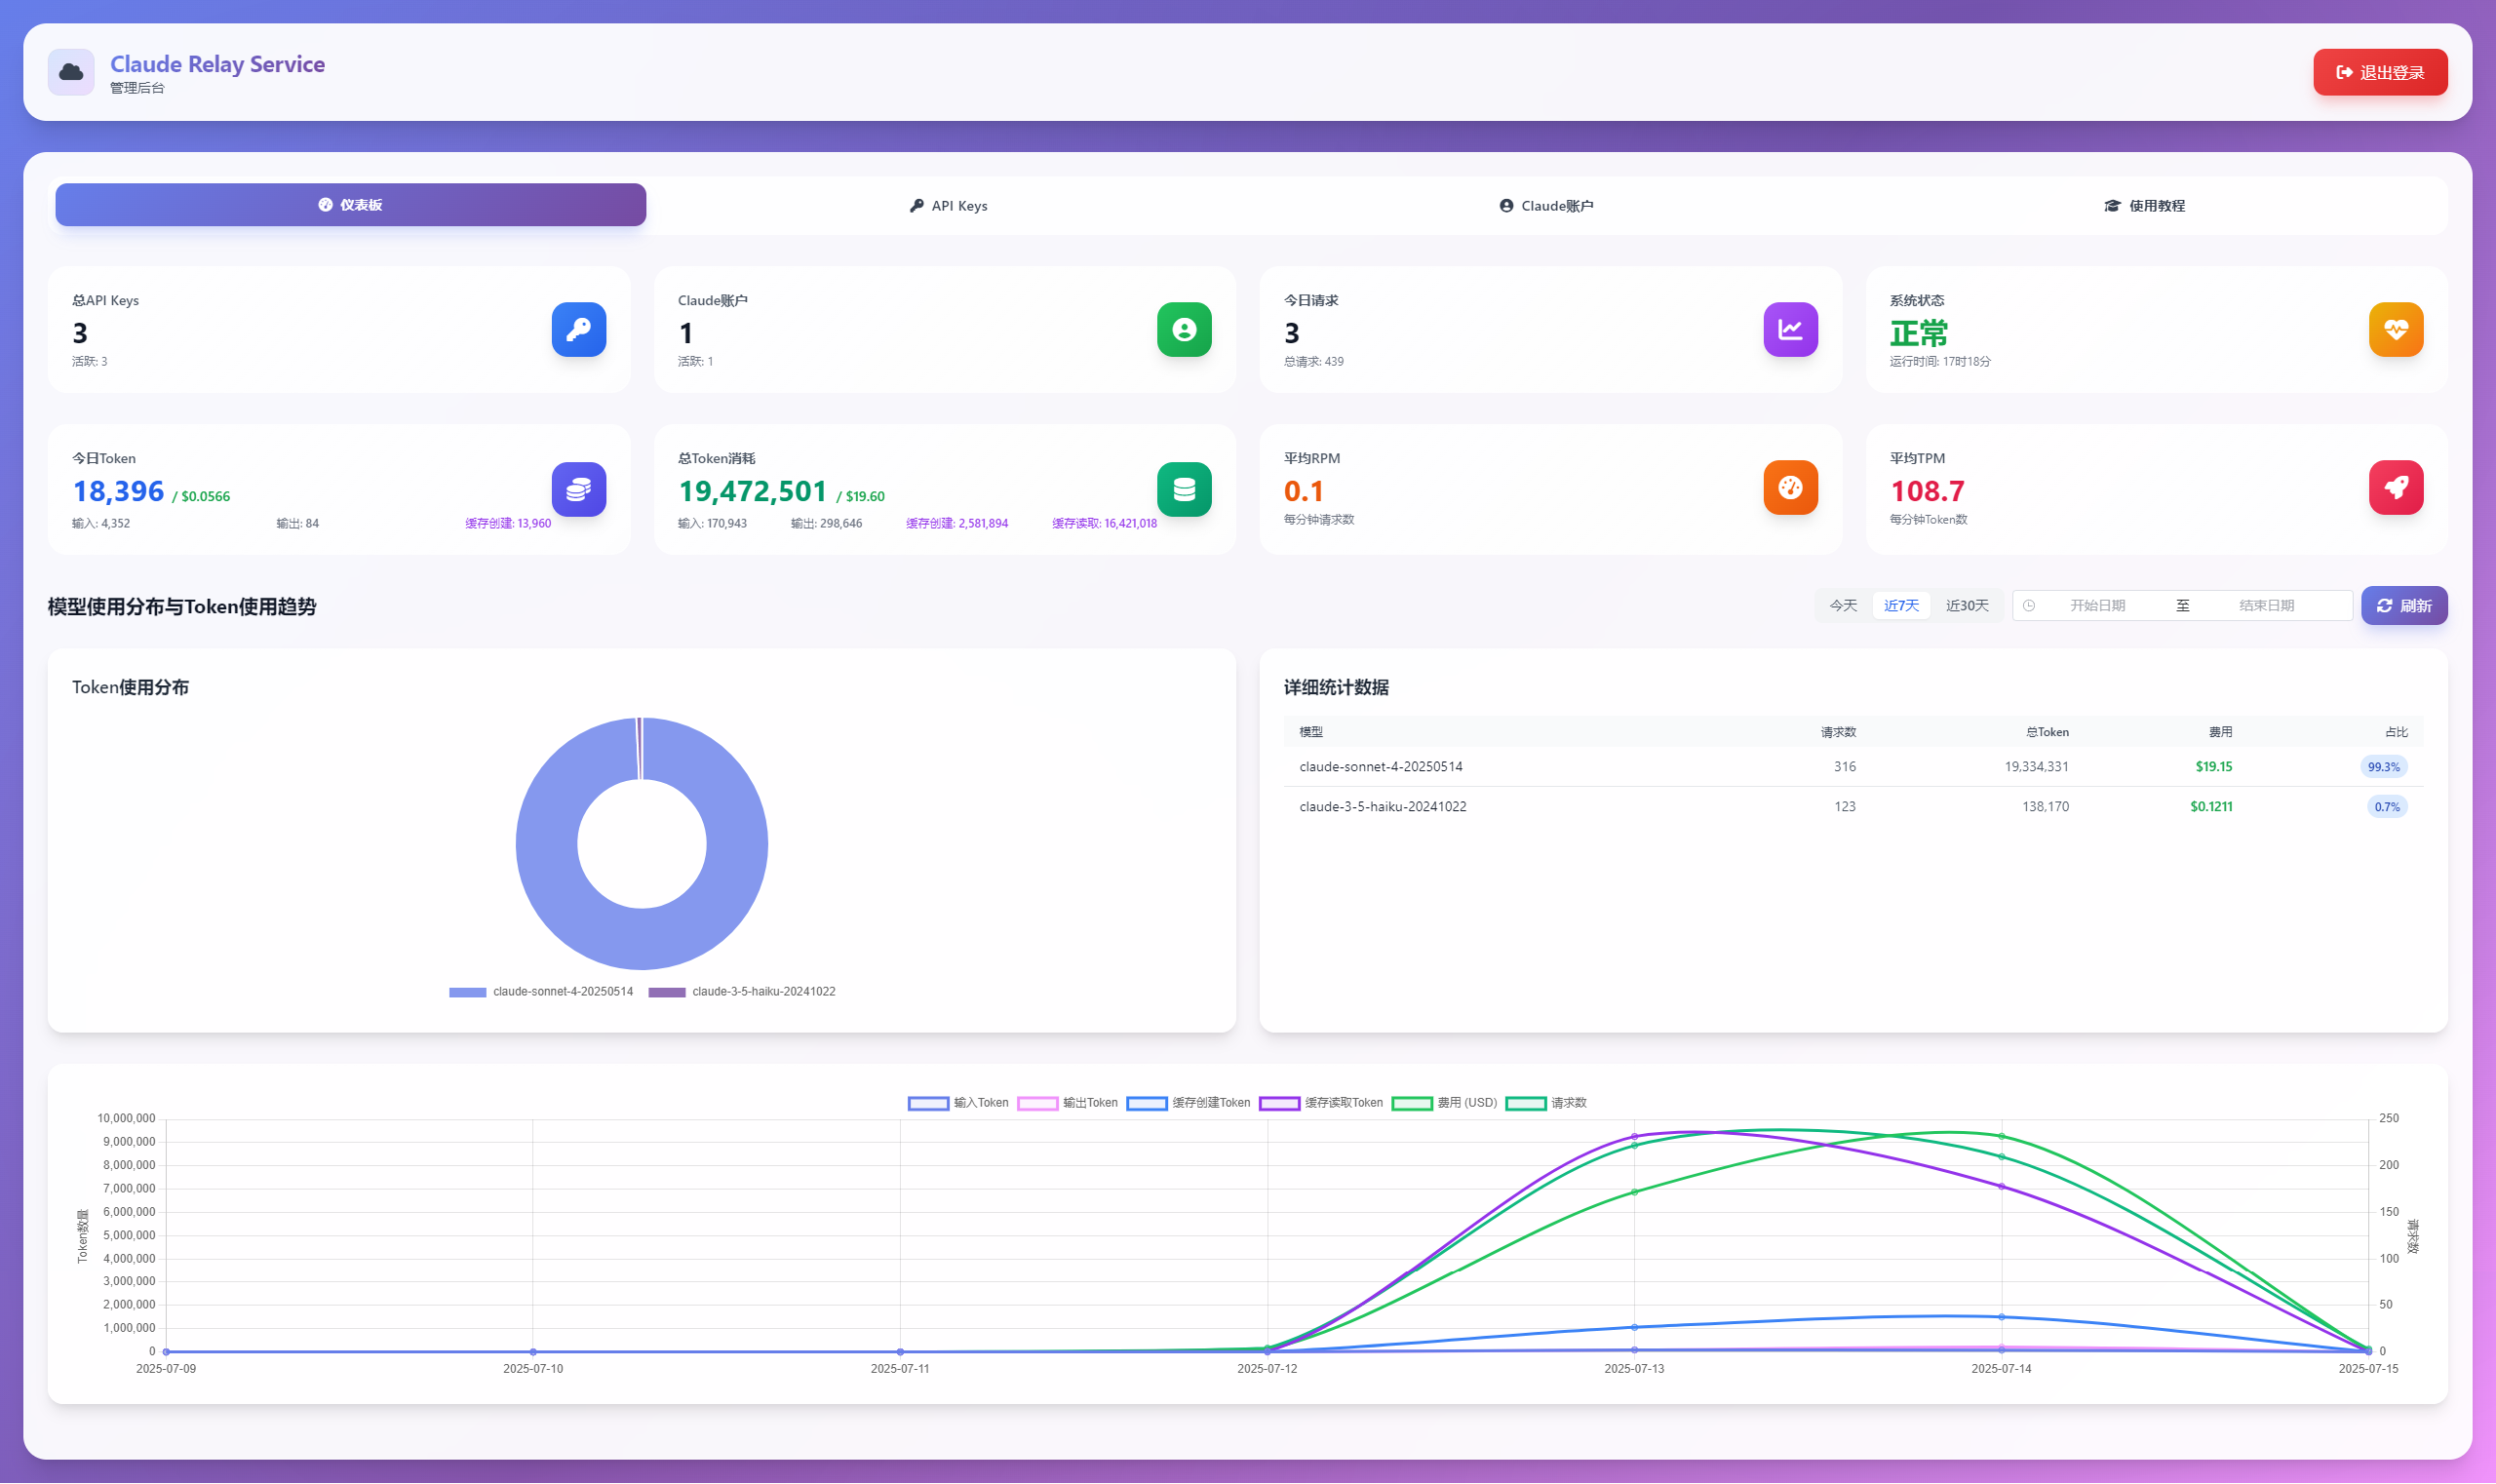 Claude Relay Service
管理后台
退出登录
仪表板
API Keys
Claude账户
使用教程
总API Keys
3
活跃: 3
Claude账户
1
活跃: 1
今日请求
3
总请求: 439
系统状态
正常
运行时间: 17时18分
今日Token
18,396 / $0.0566
输入: 4,352 输出: 84 缓存创建: 13,960
总Token消耗
19,472,501 / $19.60
输入: 170,943 输出: 298,646 缓存创建: 2,581,894 缓存读取: 16,421,018
平均RPM
0.1
每分钟请求数
平均TPM
108.7
每分钟Token数
模型使用分布与Token使用趋势
今天 近7天 近30天 开始日期 至 结束日期 刷新
Token使用分布
claude-sonnet-4-20250514 claude-3-5-haiku-20241022
详细统计数据
模型 请求数 总Token 费用 占比
claude-sonnet-4-20250514 316 19,334,331 $19.15 99.3%
claude-3-5-haiku-20241022 123 138,170 $0.1211 0.7%
输入Token 输出Token 缓存创建Token 缓存读取Token 费用 (USD) 请求数
Token数量
10,000,000
9,000,000
8,000,000
7,000,000
6,000,000
5,000,000
4,000,000
3,000,000
2,000,000
1,000,000
0
250
200
150
100
50
0
请求数
2025-07-09 2025-07-10 2025-07-11 2025-07-12 2025-07-13 2025-07-14 2025-07-15